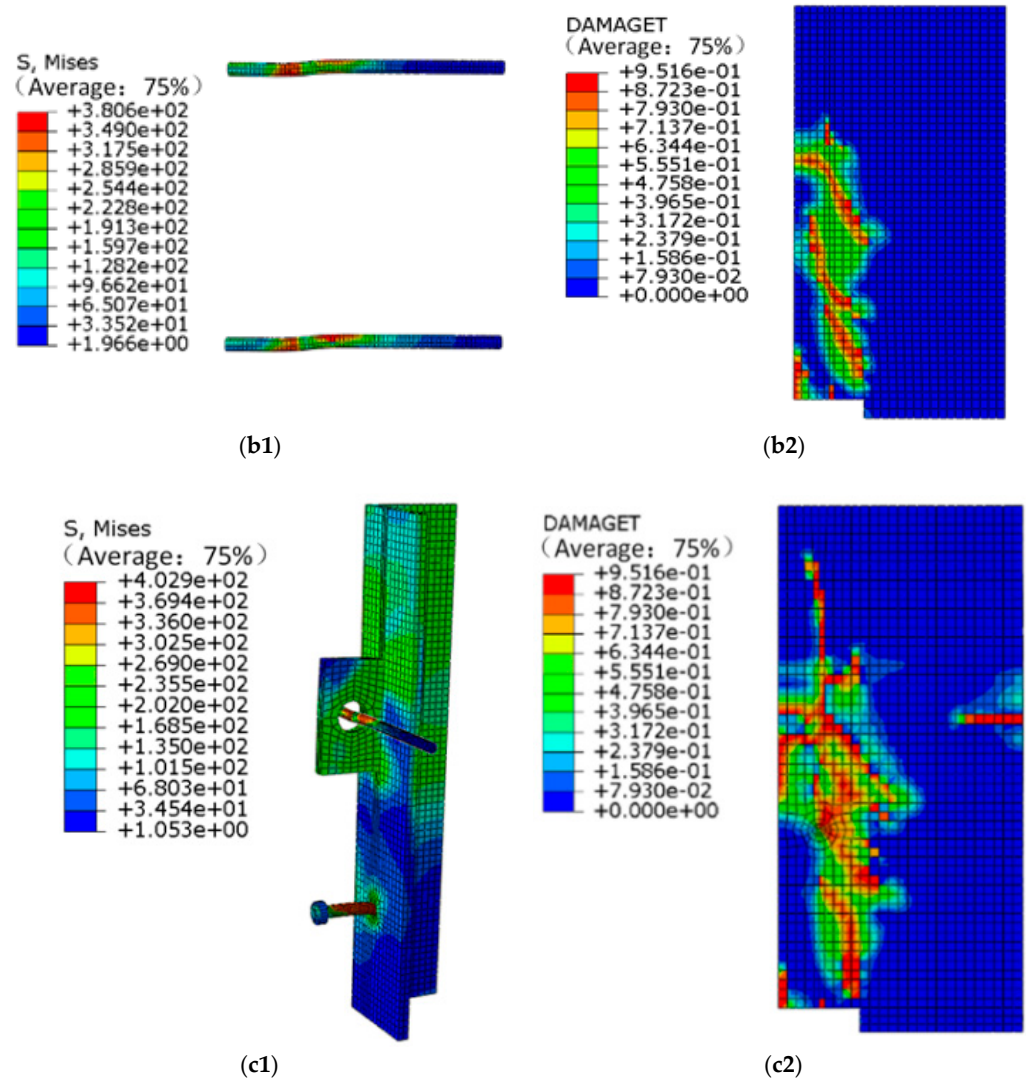 S, Mises
（Average: 75%）
+3.806e+02
+3.490e+02
+3.175e+02
+2.859e+02
+2.544e+02
+2.228e+02
+1.913e+02
+1.597e+02
+1.282e+02
+9.662e+01
+6.507e+01
+3.352e+01
+1.966e+00
(b1)
DAMAGET
（Average: 75%）
+9.516e-01
+8.723e-01
+7.930e-01
+7.137e-01
+6.344e-01
+5.551e-01
+4.758e-01
+3.965e-01
+3.172e-01
+2.379e-01
+1.586e-01
+7.930e-02
+0.000e+00
(b2)
S, Mises
（Average: 75%）
+4.029e+02
+3.694e+02
+3.360e+02
+3.025e+02
+2.690e+02
+2.355e+02
+2.020e+02
+1.685e+02
+1.350e+02
+1.015e+02
+6.803e+01
+3.454e+01
+1.053e+00
(c1)
DAMAGET
（Average: 75%）
+9.516e-01
+8.723e-01
+7.930e-01
+7.137e-01
+6.344e-01
+5.551e-01
+4.758e-01
+3.965e-01
+3.172e-01
+2.379e-01
+1.586e-01
+7.930e-02
+0.000e+00
(c2)